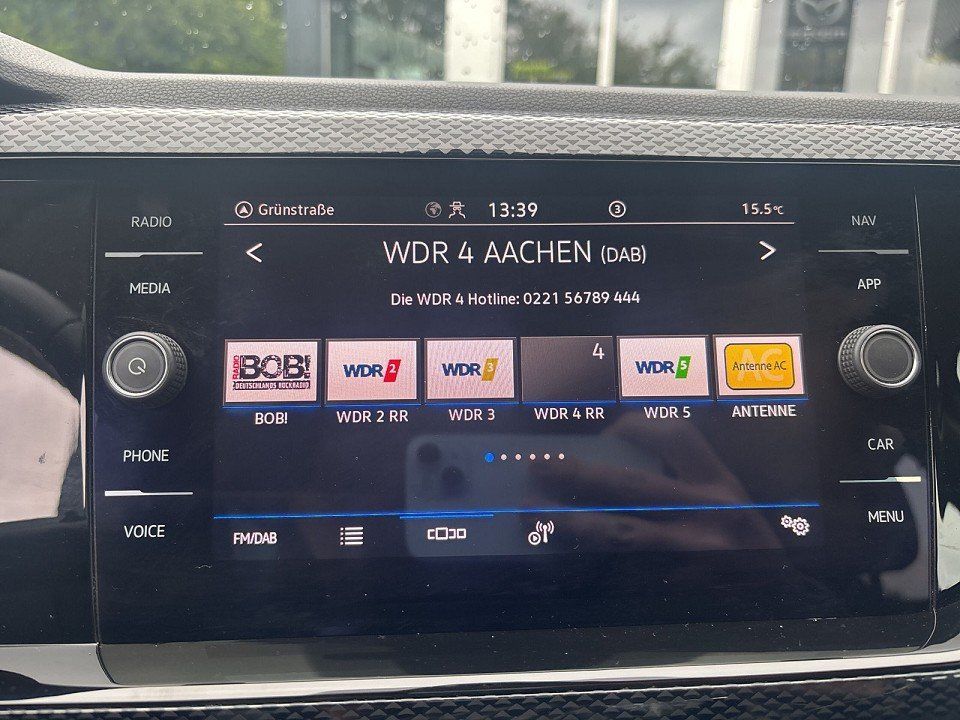 RADIO
MEDIA
PHONE
VOICE
Grünstraße 13:39 3 15.5°C
< WDR 4 AACHEN (DAB) >
Die WDR 4 Hotline: 0221 56789 444
RADIO BOB! DEUTSCHLANDS ROCKRADIO
WDR 2
WDR 3
4
WDR 5
AC Antenne AC
BOB! WDR 2 RR WDR 3 WDR 4 RR WDR 5 ANTENNE
FM/DAB
NAV
APP
CAR
MENU